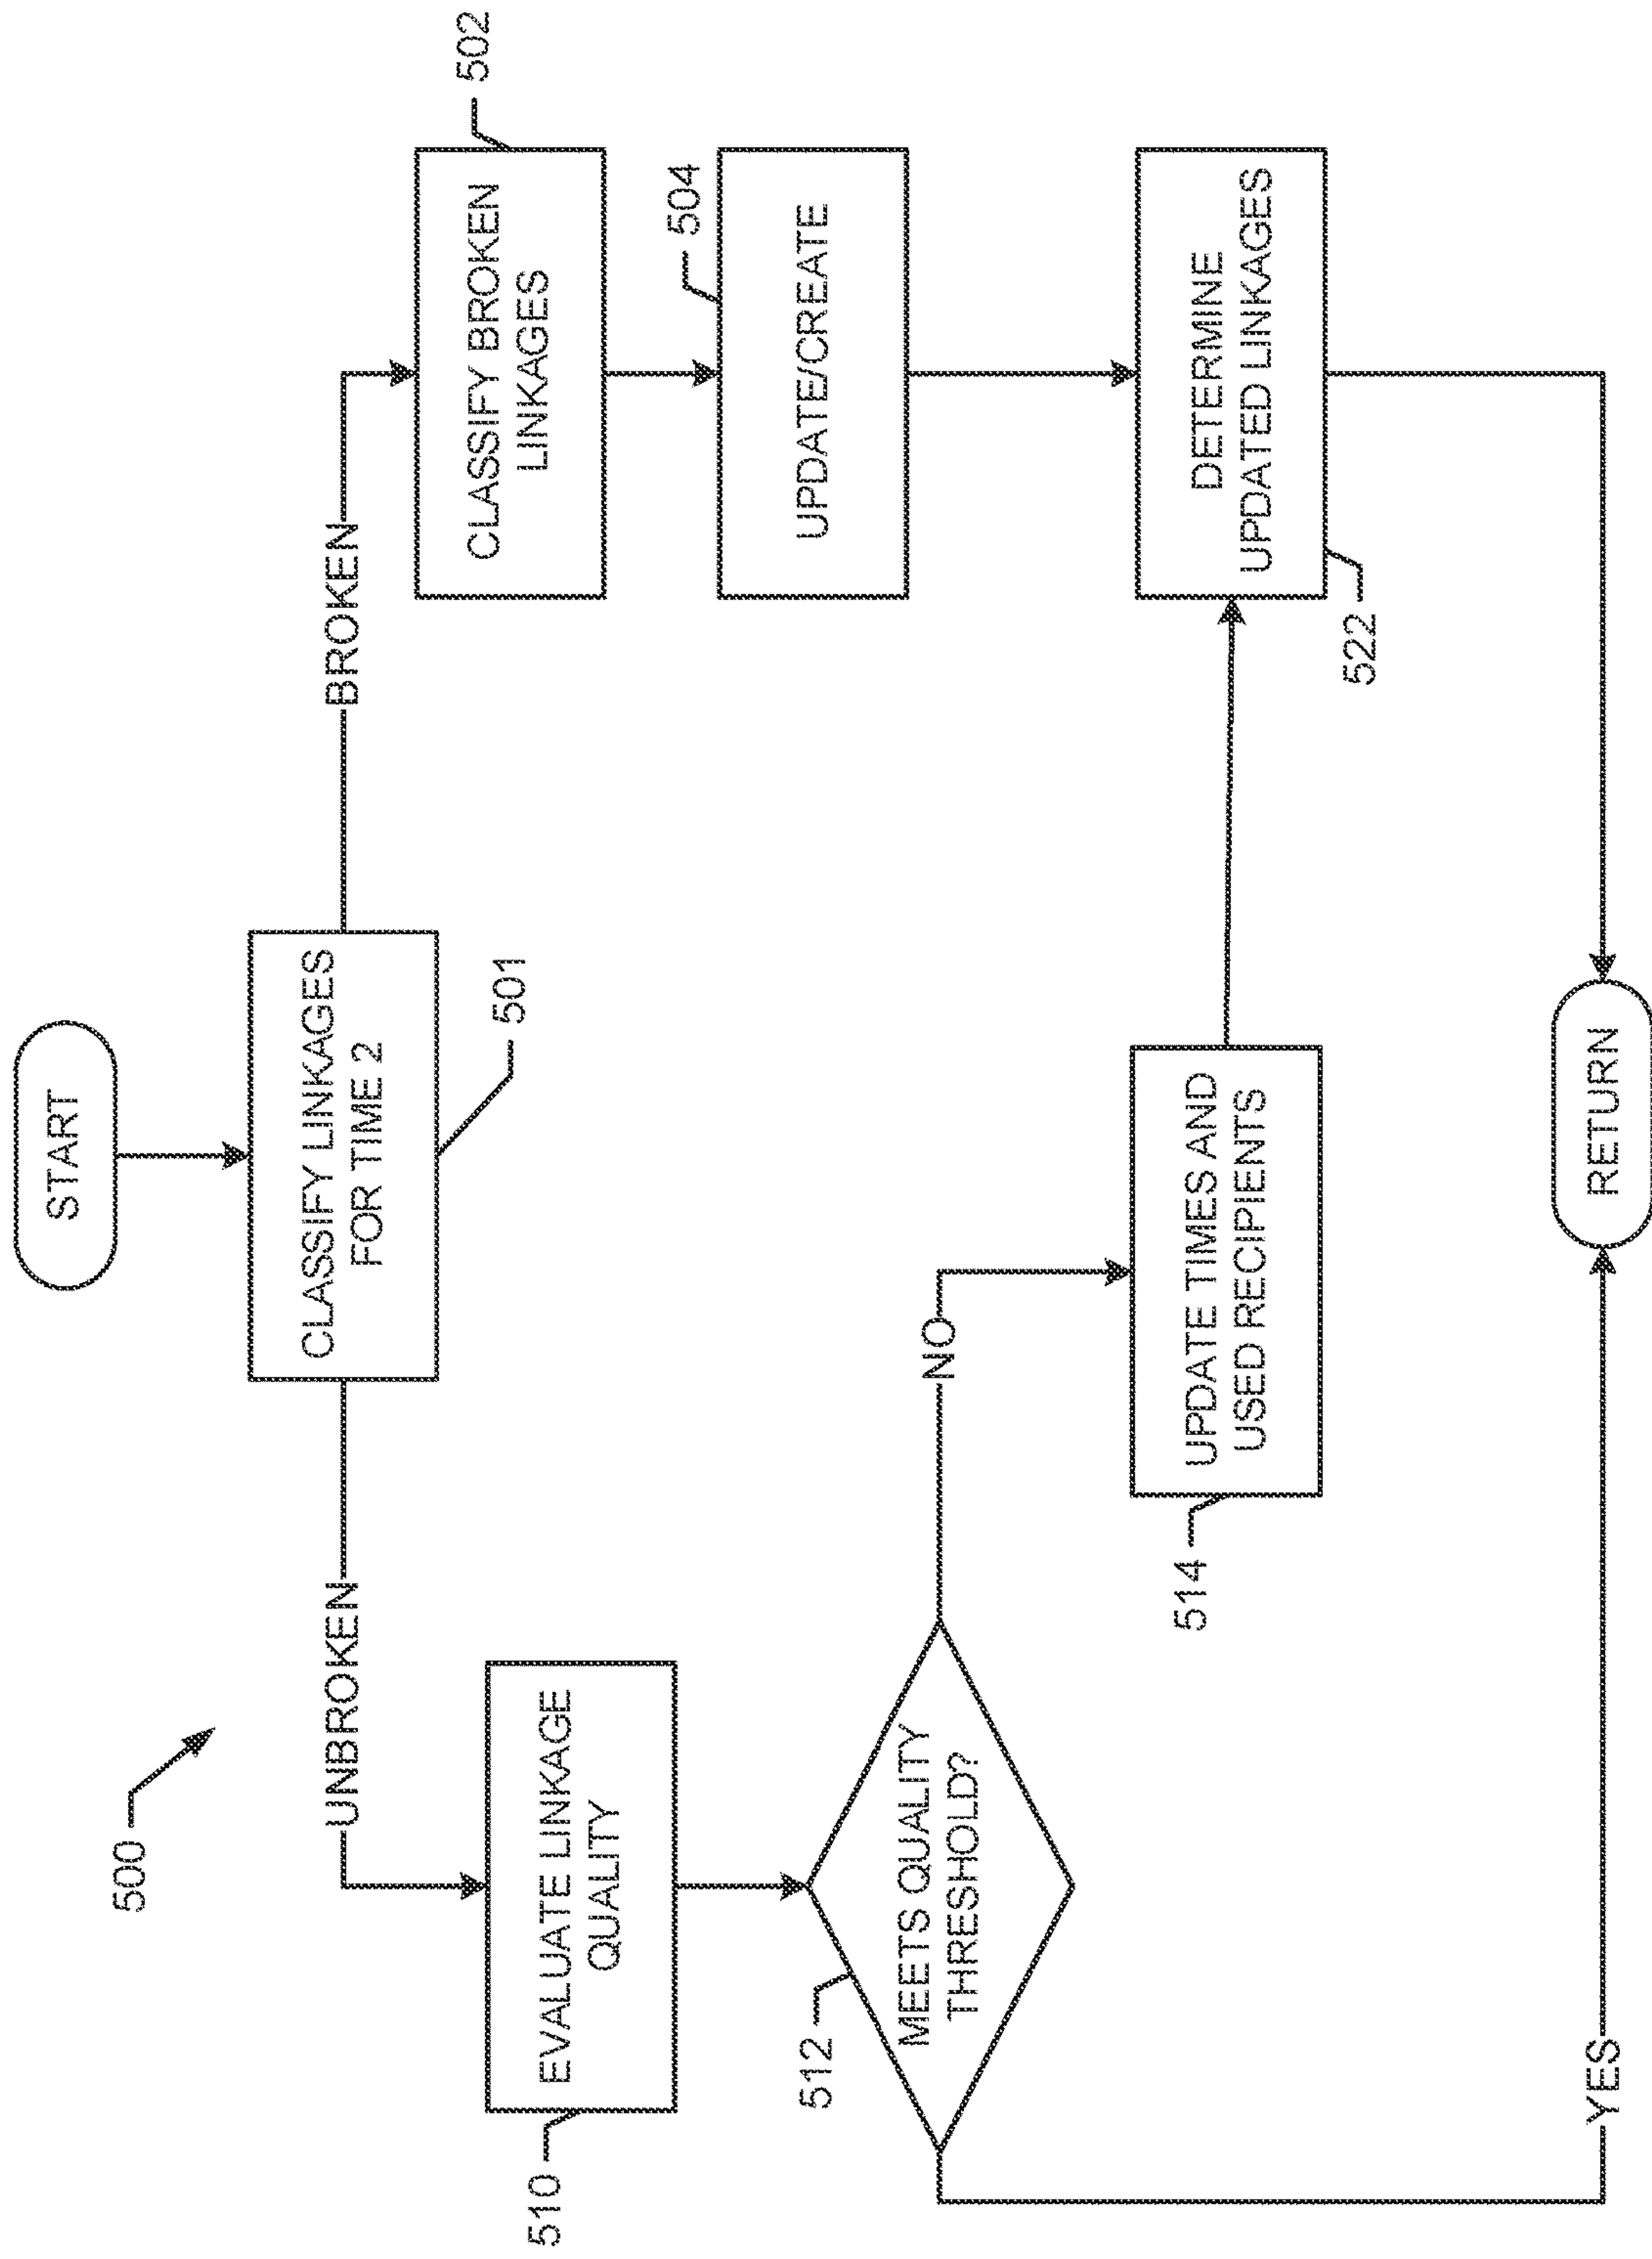 500
START
CLASSIFY LINKAGES
FOR TIME 2
501
UNBROKEN
BROKEN
510
EVALUATE LINKAGE
QUALITY
CLASSIFY BROKEN
LINKAGES
502
504
UPDATE/CREATE
512
MEETS QUALITY
THRESHOLD?
NO
514
UPDATE TIMES AND
USED RECIPIENTS
DETERMINE
UPDATED LINKAGES
522
YES
RETURN